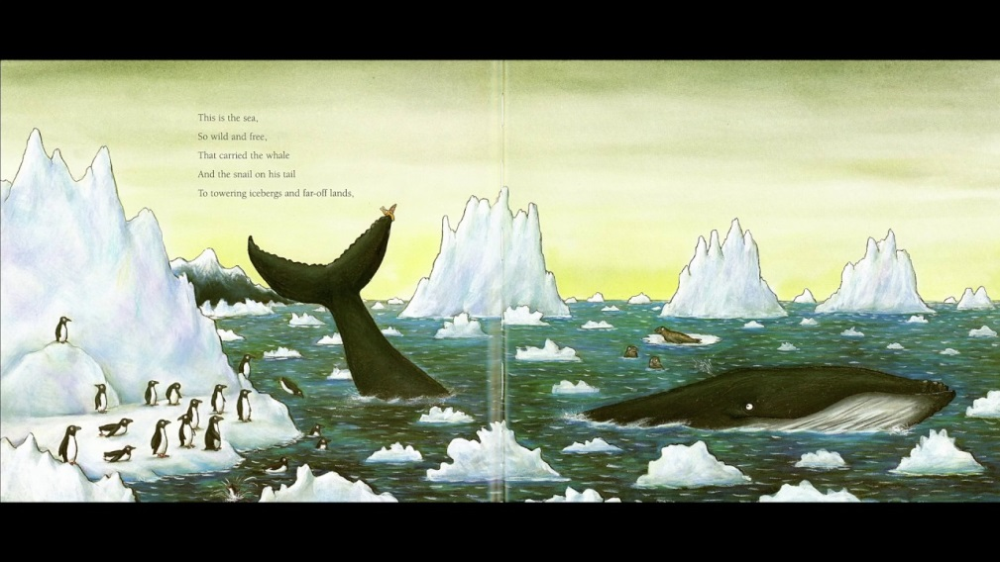 This is the sea,
So wild and free,
That carried the whale
And the snail on his tail
To towering icebergs and far-off lands,